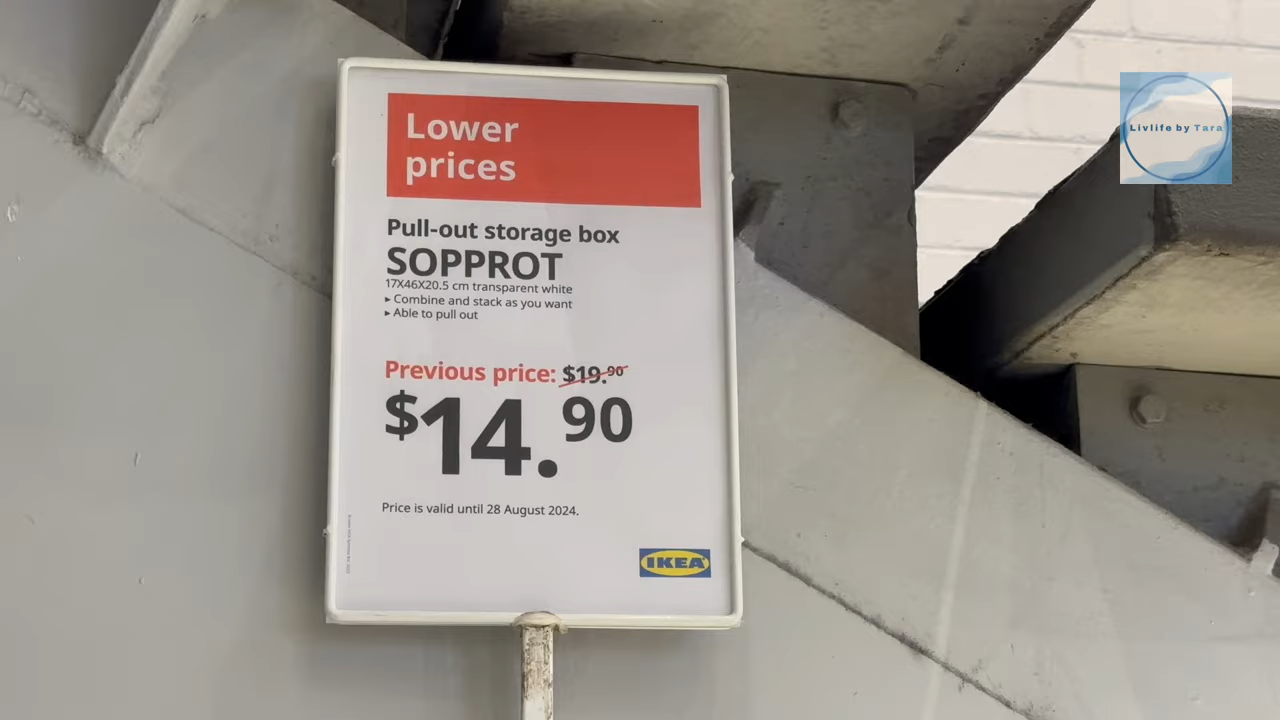 Lower
prices
Pull-out storage box
SOPPROT
17X46X20.5 cm transparent white
▸ Combine and stack as you want
▸ Able to pull out
Previous price: $19.90
$14.90
Price is valid until 28 August 2024.
IKEA
Livlife by Tara